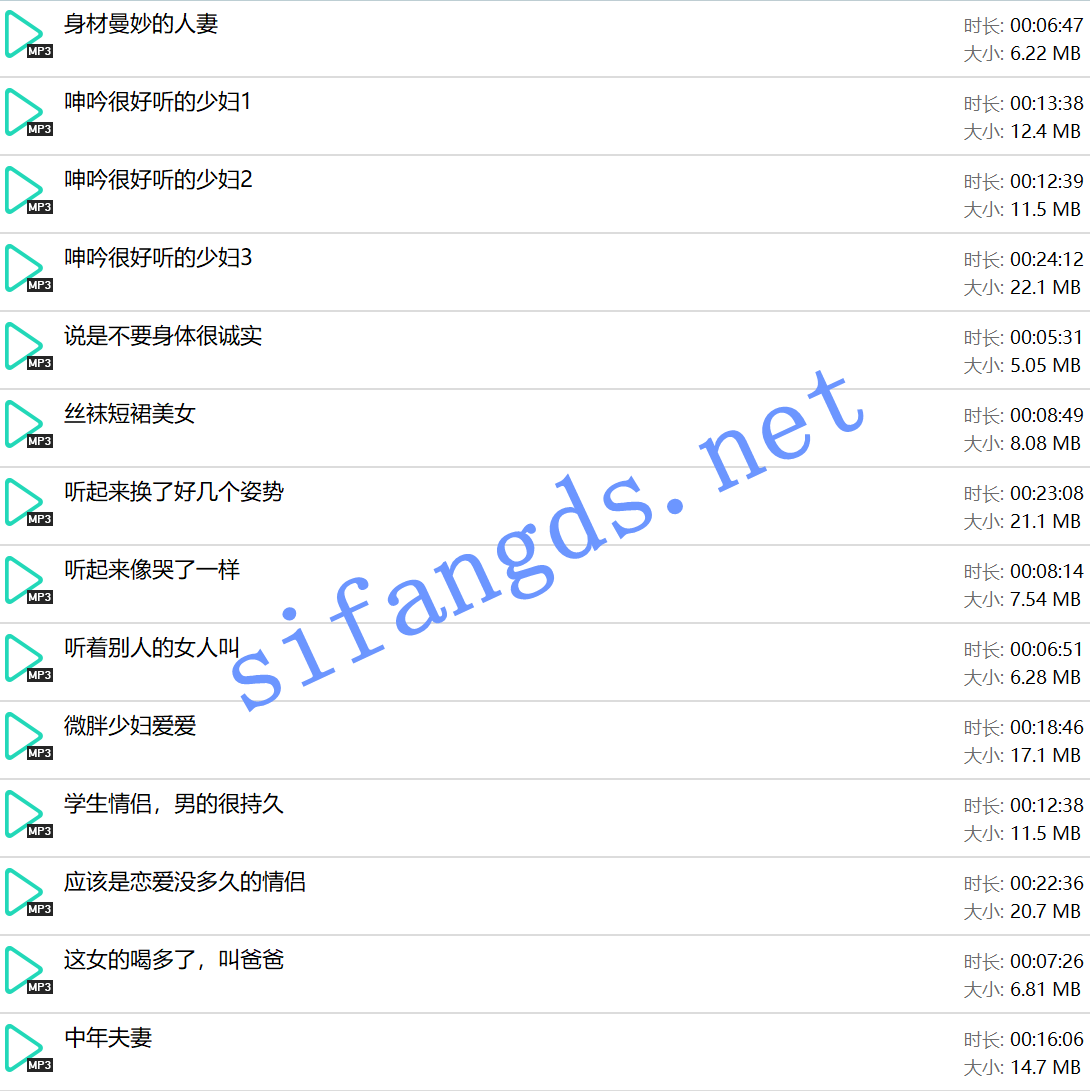 身材曼妙的人妻
时长: 00:06:47
MP3
大小: 6.22 MB
呻吟很好听的少妇1
时长: 00:13:38
MP3
大小: 12.4 MB
呻吟很好听的少妇2
时长: 00:12:39
MP3
大小: 11.5 MB
呻吟很好听的少妇3
时长: 00:24:12
MP3
大小: 22.1 MB
说是不要身体很诚实
时长: 00:05:31
MP3
大小: 5.05 MB
丝袜短裙美女
时长: 00:08:49
MP3
大小: 8.08 MB
听起来换了好几个姿势
时长: 00:23:08
MP3
大小: 21.1 MB
听起来像哭了一样
时长: 00:08:14
MP3
大小: 7.54 MB
听着别人的女人叫
时长: 00:06:51
MP3
大小: 6.28 MB
微胖少妇爱爱
时长: 00:18:46
MP3
大小: 17.1 MB
学生情侣，男的很持久
时长: 00:12:38
MP3
大小: 11.5 MB
应该是恋爱没多久的情侣
时长: 00:22:36
MP3
大小: 20.7 MB
这女的喝多了，叫爸爸
时长: 00:07:26
MP3
大小: 6.81 MB
中年夫妻
时长: 00:16:06
MP3
大小: 14.7 MB
sifangds.net